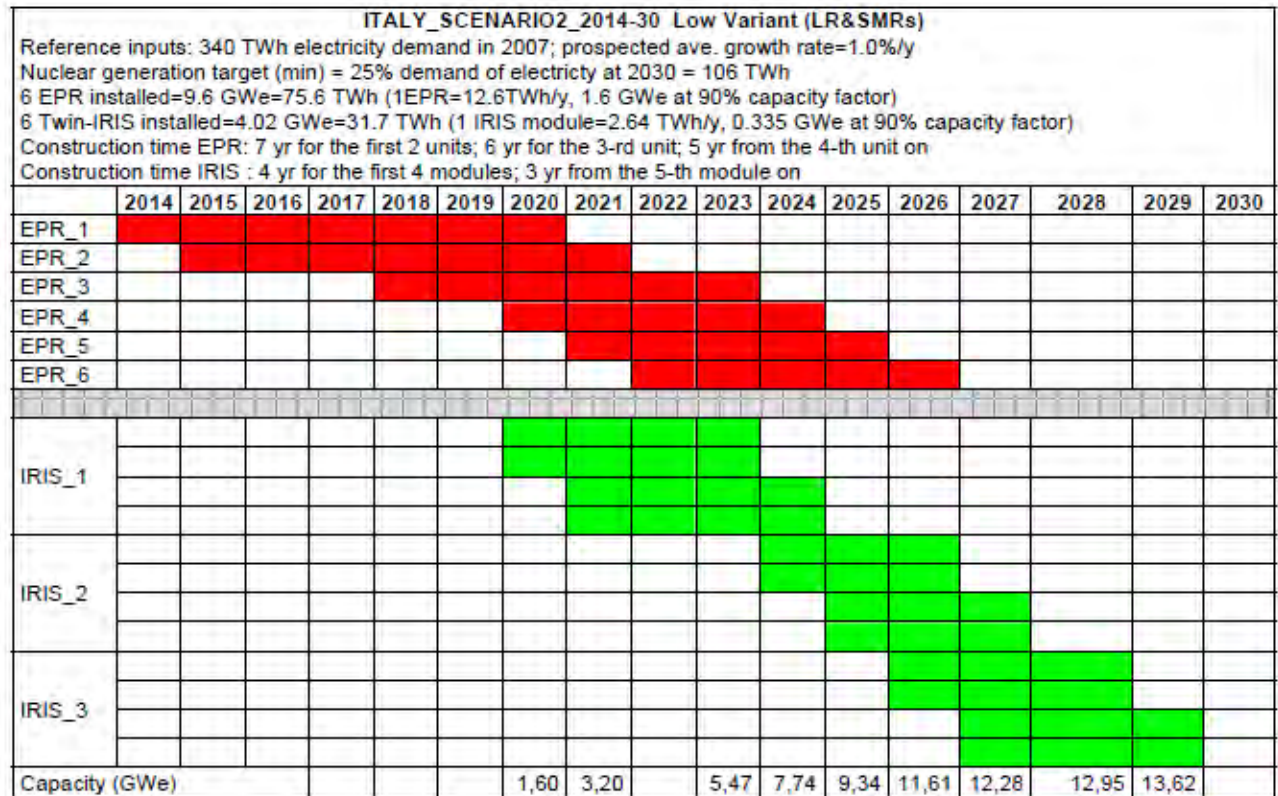 ITALY_SCENARIO2_2014-30 Low Variant (LR&SMRs)
Reference inputs: 340 TWh electricity demand in 2007; prospected ave. growth rate=1.0%/y
Nuclear generation target (min) = 25% demand of electricty at 2030 = 106 TWh
6 EPR installed=9.6 GWe=75.6 TWh (1EPR=12.6TWh/y, 1.6 GWe at 90% capacity factor)
6 Twin-IRIS installed=4.02 GWe=31.7 TWh (1 IRIS module=2.64 TWh/y, 0.335 GWe at 90% capacity factor)
Construction time EPR: 7 yr for the first 2 units; 6 yr for the 3-rd unit; 5 yr from the 4-th unit on
Construction time IRIS : 4 yr for the first 4 modules; 3 yr from the 5-th module on
2014 2015 2016 2017 2018 2019 2020 2021 2022 2023 2024 2025 2026 2027 2028 2029 2030
EPR_1
EPR_2
EPR_3
EPR_4
EPR_5
EPR_6
IRIS_1
IRIS_2
IRIS_3
Capacity (GWe) 1,60 3,20 5,47 7,74 9,34 11,61 12,28 12,95 13,62